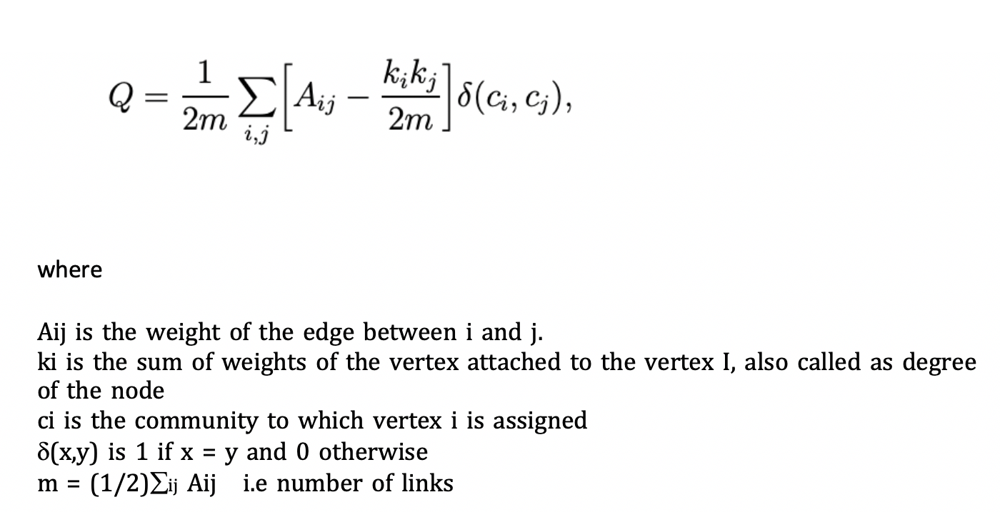 Q = \frac{1}{2m} \sum_{i,j} \left[ A_{ij} - \frac{k_i k_j}{2m} \right] \delta(c_i, c_j),
where
Aij is the weight of the edge between i and j.
ki is the sum of weights of the vertex attached to the vertex I, also called as degree
of the node
ci is the community to which vertex i is assigned
δ(x,y) is 1 if x = y and 0 otherwise
m = (1/2)∑ij Aij   i.e number of links